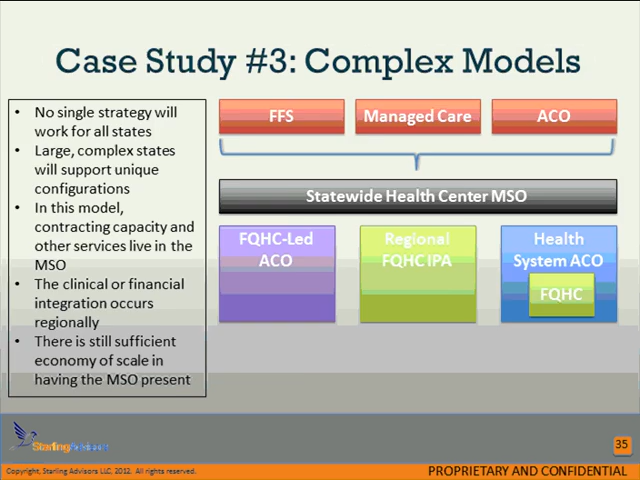 Case Study #3: Complex Models
• No single strategy will
work for all states
• Large, complex states
will support unique
configurations
• In this model,
contracting capacity and
other services live in the
MSO
• The clinical or financial
integration occurs
regionally
• There is still sufficient
economy of scale in
having the MSO present
FFS
Managed Care
ACO
Statewide Health Center MSO
FQHC-Led
ACO
Regional
FQHC IPA
Health
System ACO
FQHC
Starling
35
Copyright. Starling Advisors LLC, 2012. All rights reserved.
PROPRIETARY AND CONFIDENTIAL